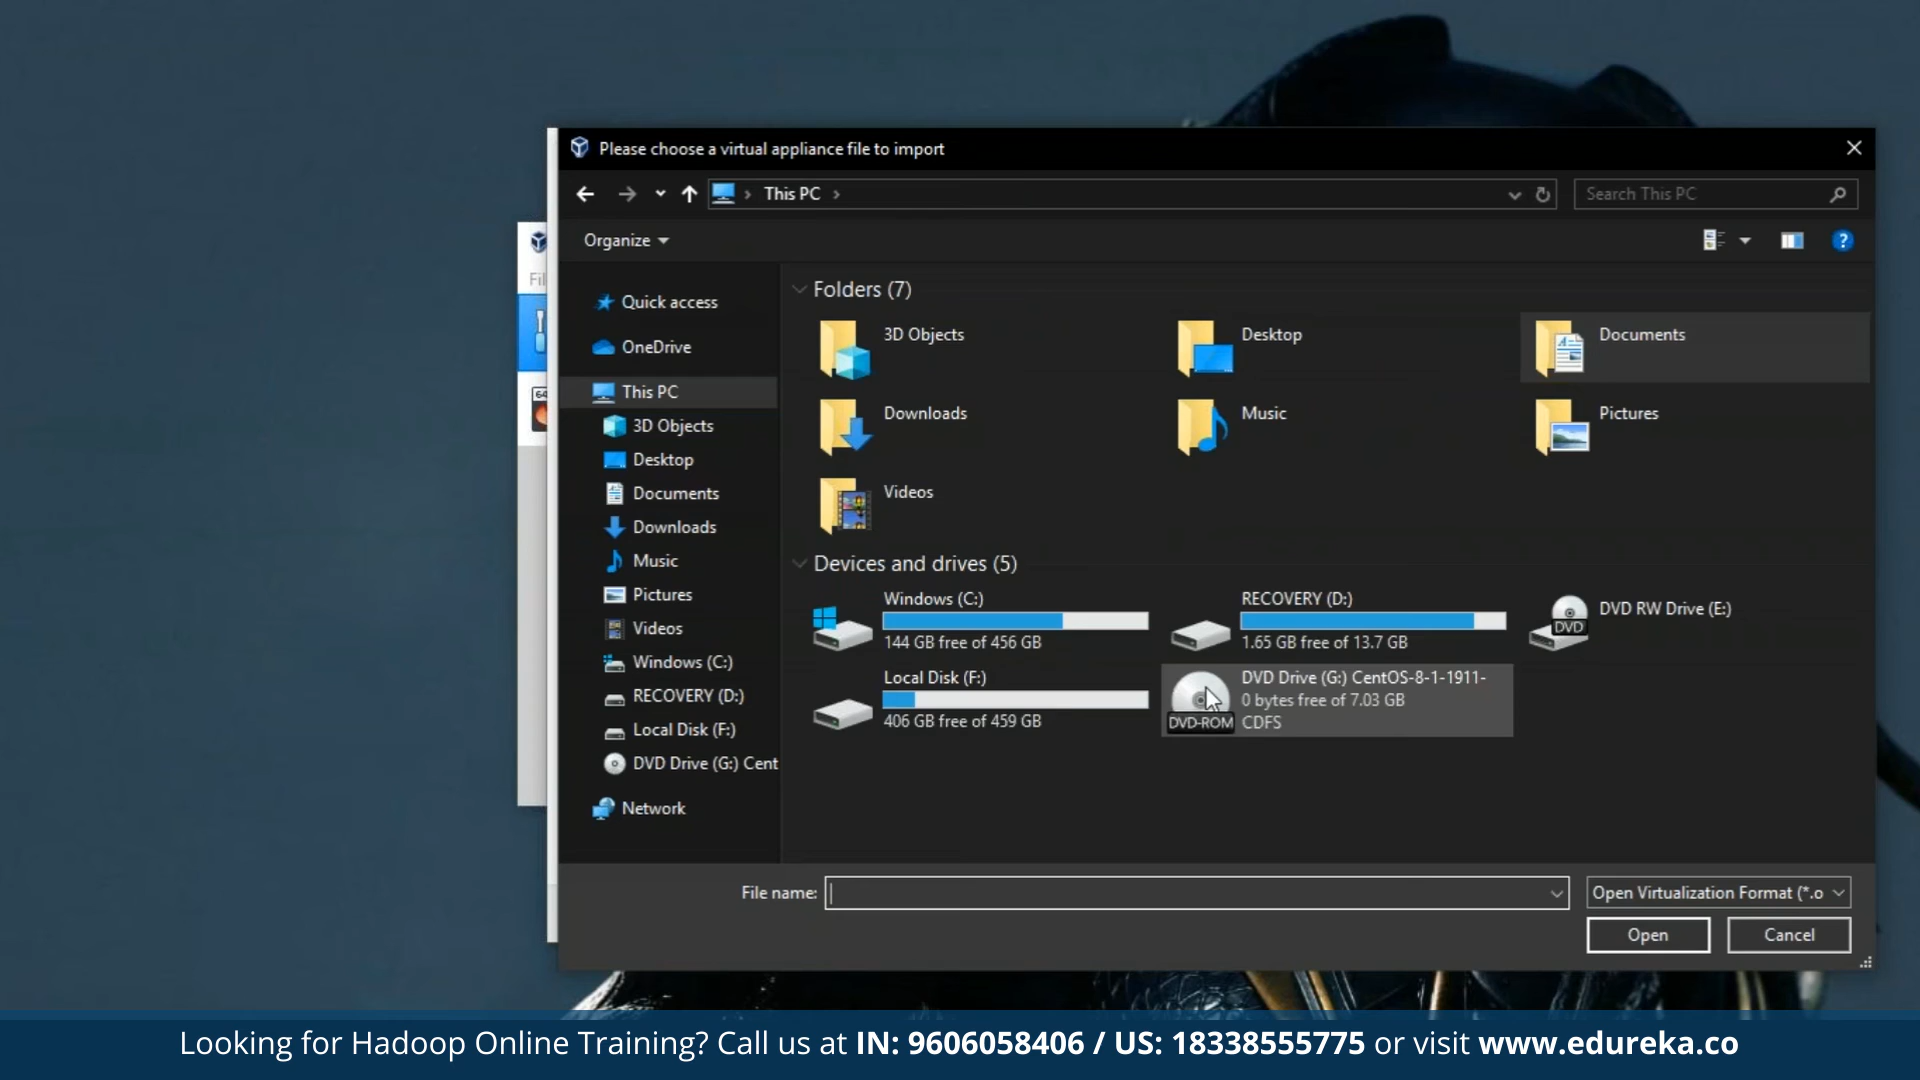 Please choose a virtual appliance file to import
This PC
Search This PC
Organize
Fil
64
Quick access
OneDrive
This PC
3D Objects
Desktop
Documents
Downloads
Music
Pictures
Videos
Windows (C:)
RECOVERY (D:)
Local Disk (F:)
DVD Drive (G:) Cent
Network
Folders (7)
3D Objects
Desktop
Documents
Downloads
Music
Pictures
Videos
Devices and drives (5)
Windows (C:)
144 GB free of 456 GB
RECOVERY (D:)
1.65 GB free of 13.7 GB
DVD RW Drive (E:)
DVD
Local Disk (F:)
406 GB free of 459 GB
DVD Drive (G:) CentOS-8-1-1911-
0 bytes free of 7.03 GB
DVD-ROM CDFS
File name:
Open Virtualization Format (*.o
Open
Cancel
Looking for Hadoop Online Training? Call us at IN: 9606058406 / US: 18338555775 or visit www.edureka.co